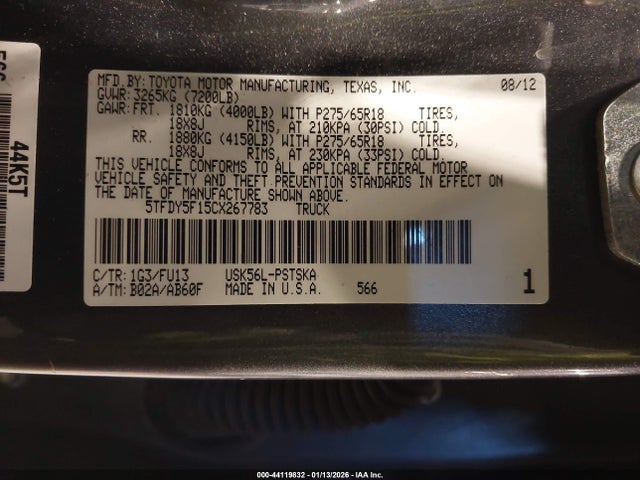 MFD.BY: TOYOTA MOTOR MANUFACTURING, TEXAS, INC. 08/12
GVWR: 3265KG (7200LB)
GAWR: FRT. 1810KG (4000LB) WITH P275/65R18 TIRES,
18X8J RIMS, AT 210KPA (30PSI) COLD.
RR. 1880KG (4150LB) WITH P275/65R18 TIRES,
18X8J RIMS, AT 230KPA (33PSI) COLD.
THIS VEHICLE CONFORMS TO ALL APPLICABLE FEDERAL MOTOR
VEHICLE SAFETY AND THEFT PREVENTION STANDARDS IN EFFECT ON
THE DATE OF MANUFACTURE SHOWN ABOVE.
5TFDY5F15CX267783 TRUCK
C/TR: 1G3/FU13 USK56L-PSTSKA
A/TM: B02A/AB60F MADE IN U.S.A. 566 1
44K5T
000-44119832 - 01/13/2026 - IAA Inc.